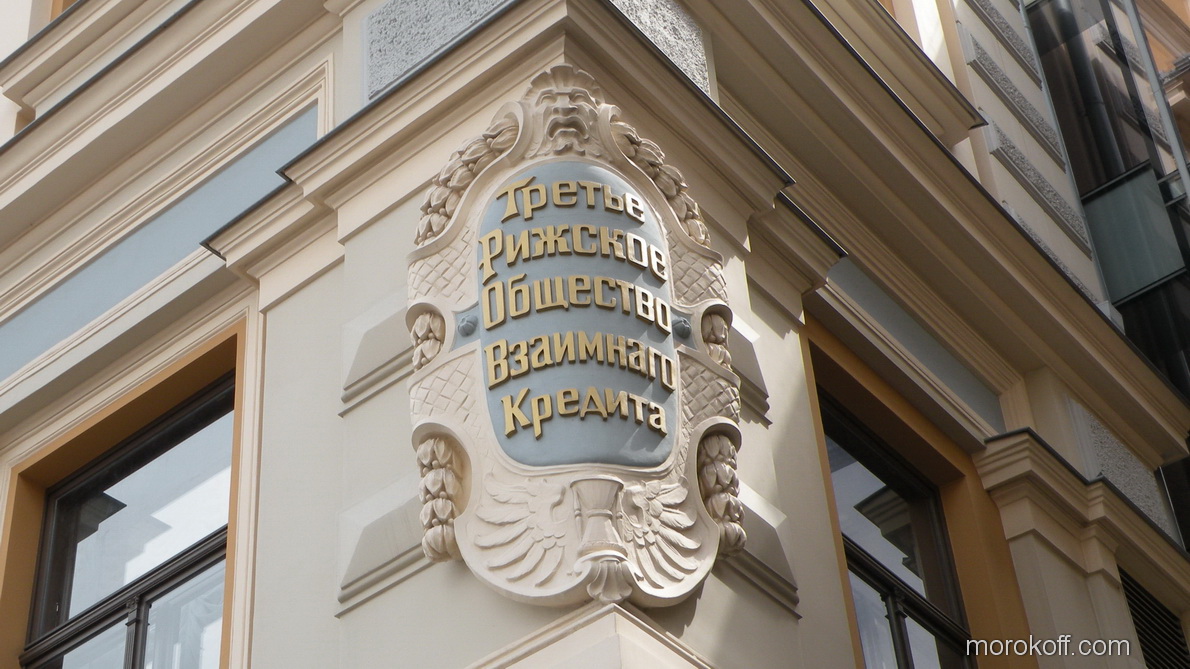 Третье
Рижское
Общество
Взаимнаго
Кредита
morokoff.com